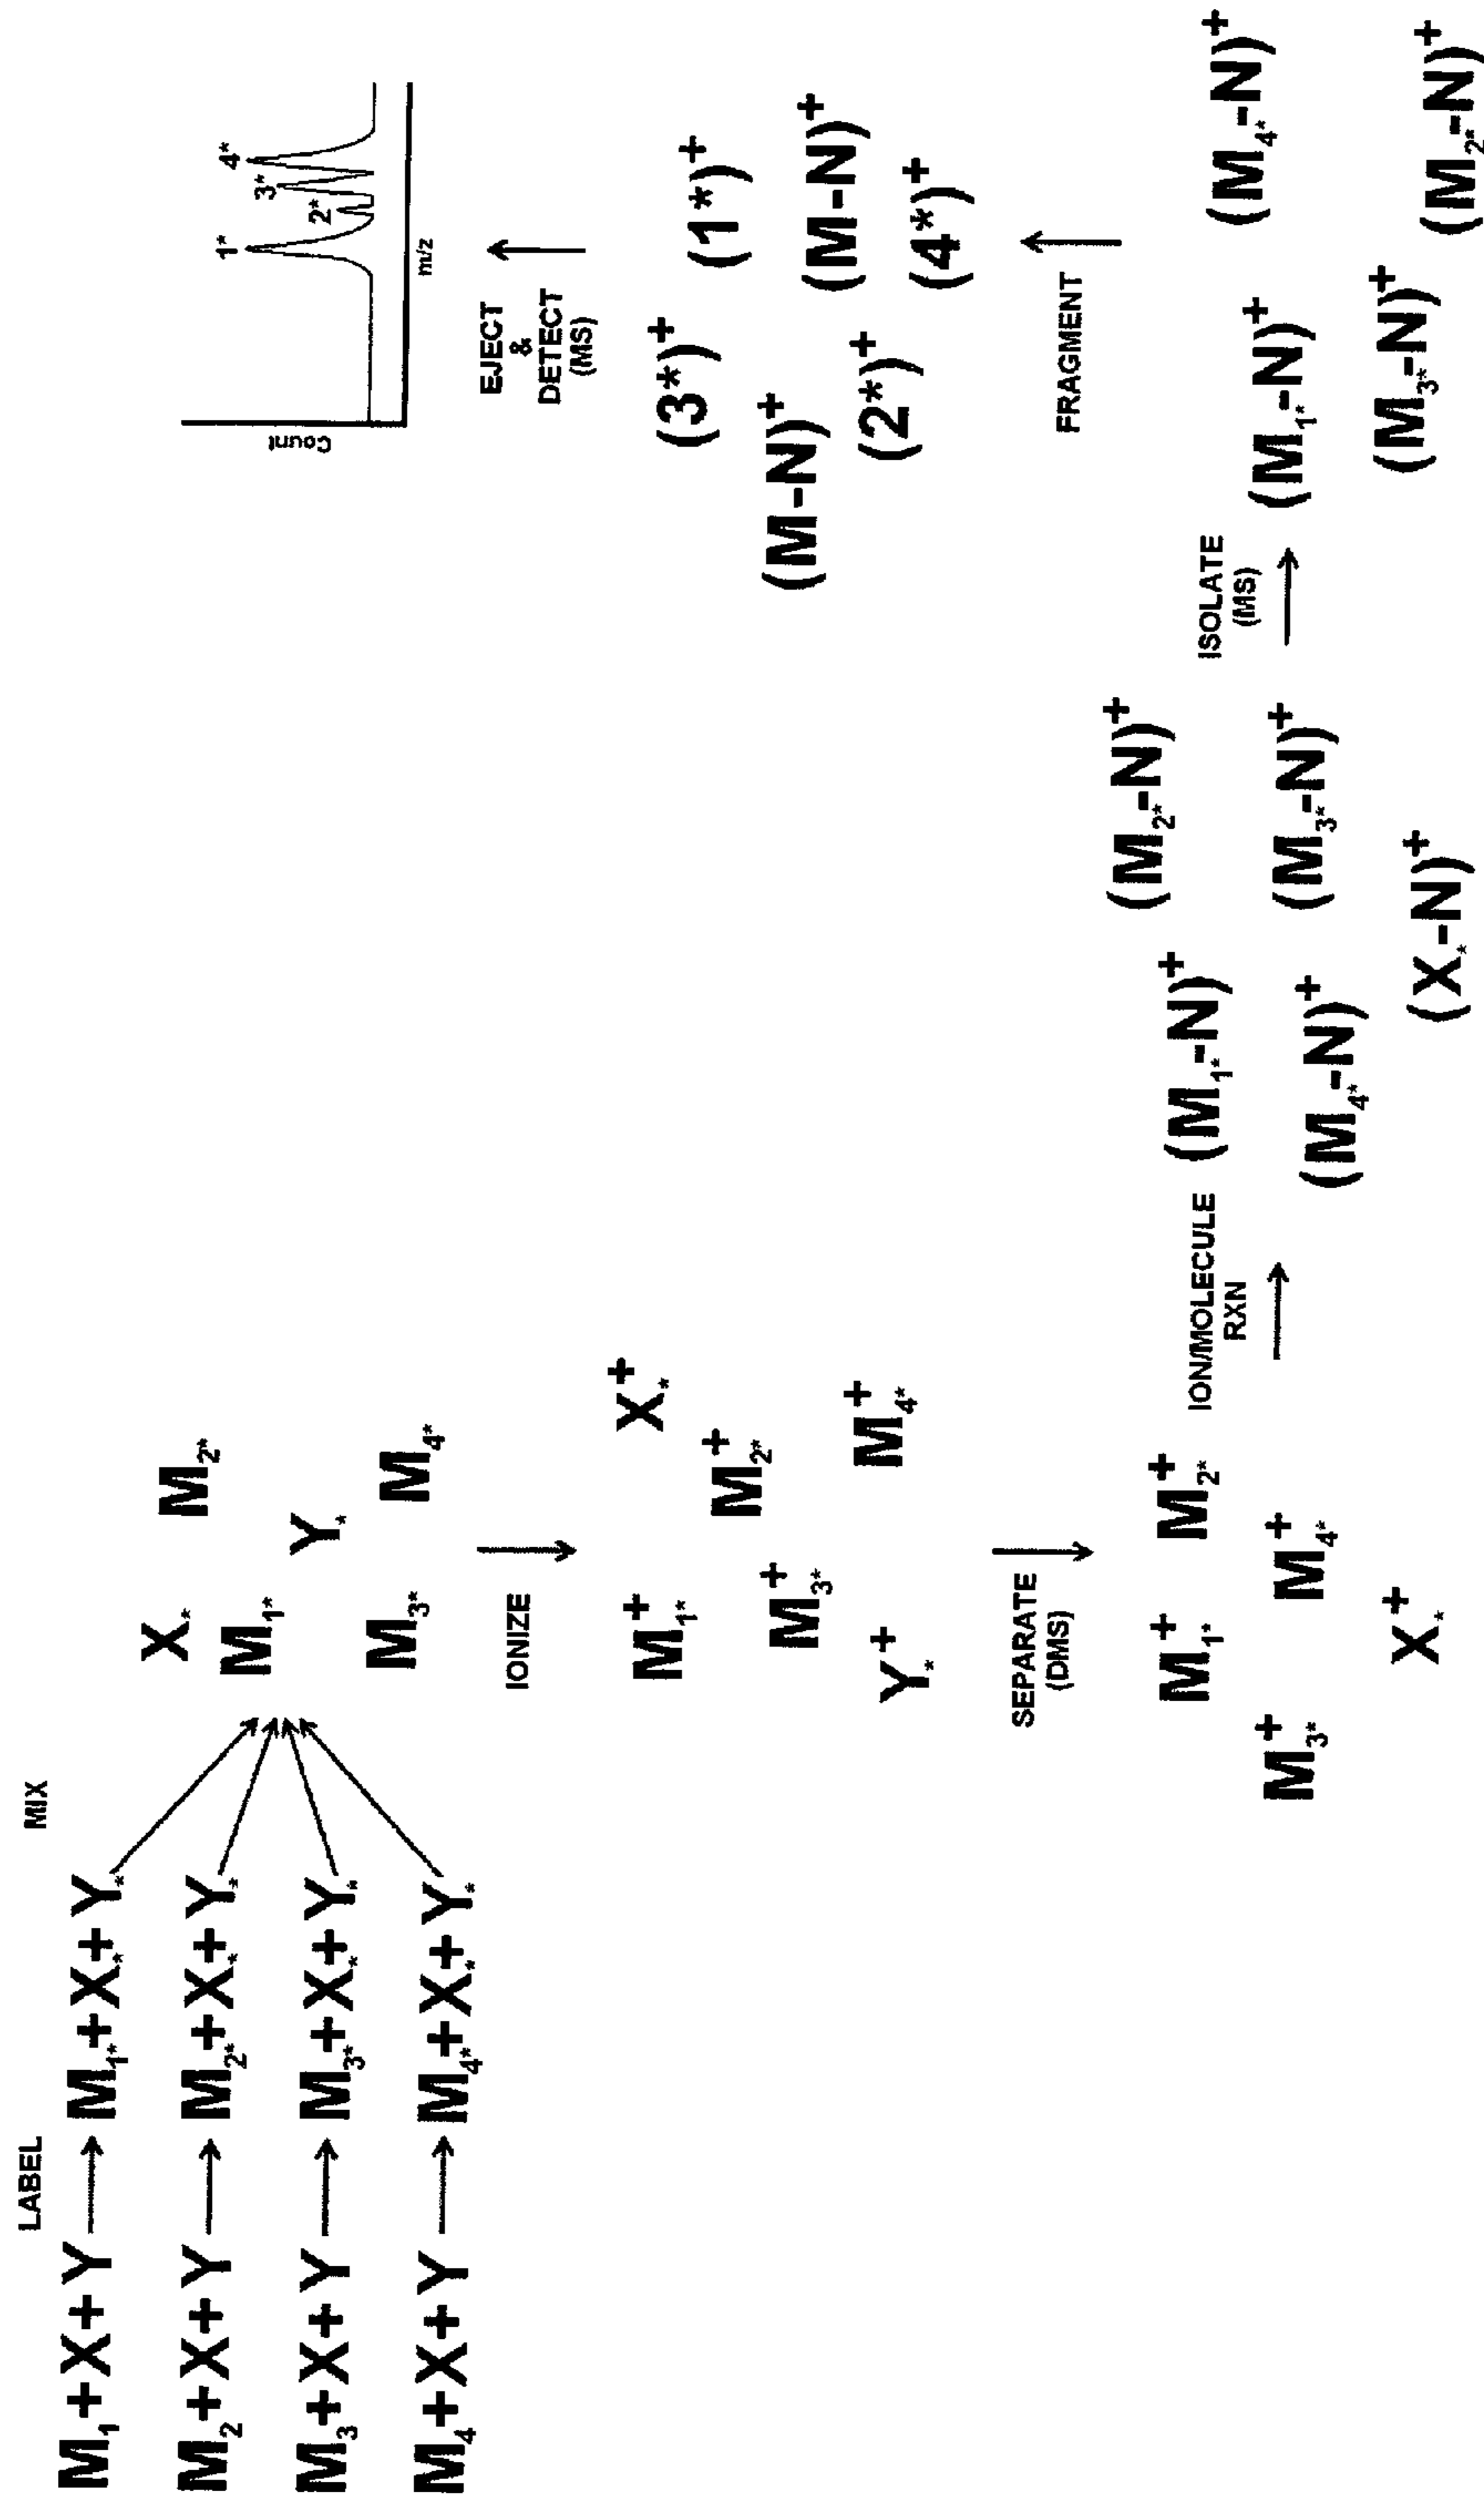 LABEL
MIX
M₁+X+Y → M₁*+X*+Y*
M₂+X+Y → M₂*+X*+Y*
M₃+X+Y → M₃*+X*+Y*
M₄+X+Y → M₄*+X*+Y*
X*
M₂*
M₁*
Y*
M₃*
M₄*
IONIZE
X*⁺
M₁*⁺
M₂*⁺
M₃*⁺
M₄*⁺
Y*⁺
SEPARATE
(DMS)
M₁*⁺
M₂*⁺
M₃*⁺
M₄*⁺
X*⁺
ION/MOLECULE
RXN
(M₂*-N)⁺
(M₁*-N)⁺
(M₃*-N)⁺
(M₄*-N)⁺
(X*-N)⁺
ISOLATE
(MS)
(M₄*-N)⁺
(M₁*-N)⁺
(M₃*-N)⁺
(M₂*-N)⁺
FRAGMENT
(3*)⁺
(1*)⁺
(M-N)⁺
(M-N)⁺
(2*)⁺
(4*)⁺
EJECT
&
DETECT
(MS)
Count
1*
2*
3*
4*
m/z